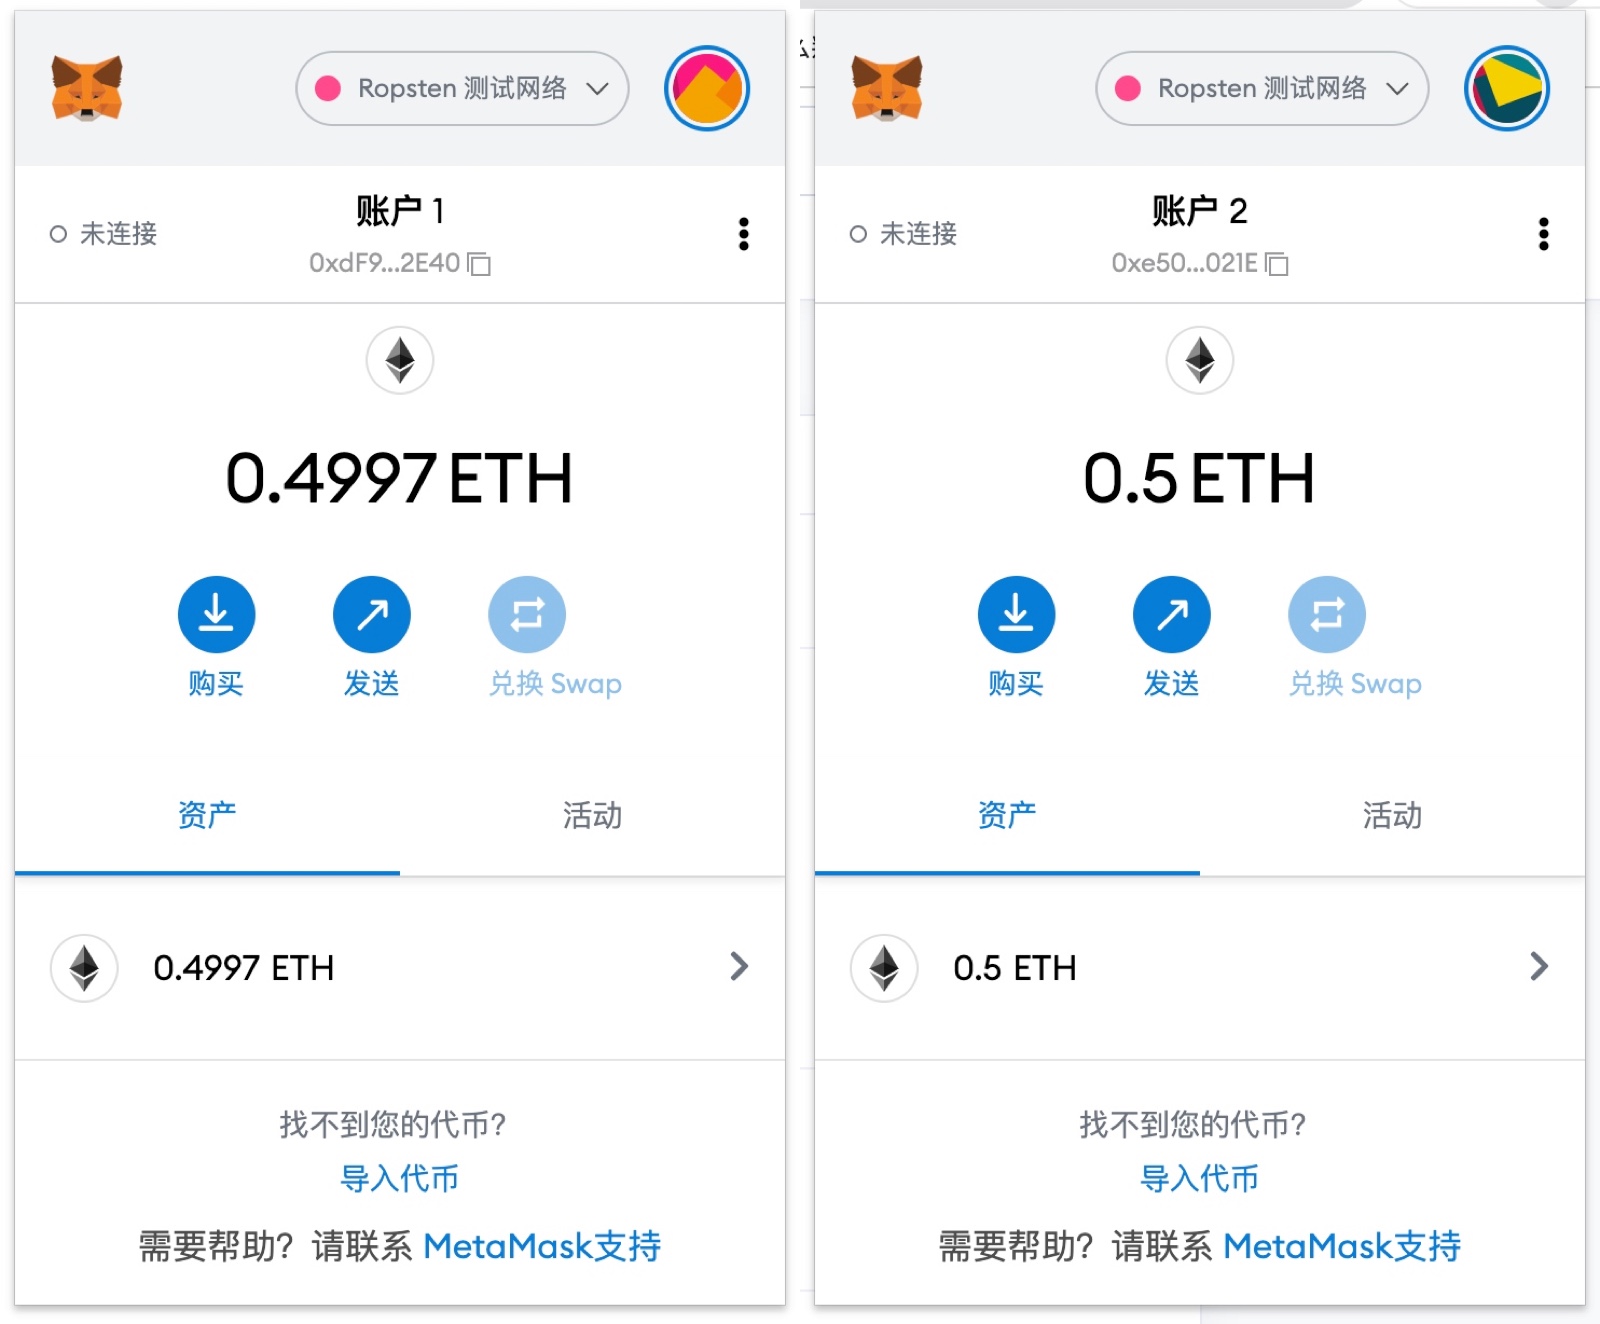 Ropsten 测试网络
未连接
账户 1
0xdF9...2E40
0.4997 ETH
购买
发送
兑换 Swap
资产
活动
0.4997 ETH
找不到您的代币?
导入代币
需要帮助? 请联系 MetaMask支持
Ropsten 测试网络
未连接
账户 2
0xe50...021E
0.5 ETH
购买
发送
兑换 Swap
资产
活动
0.5 ETH
找不到您的代币?
导入代币
需要帮助? 请联系 MetaMask支持